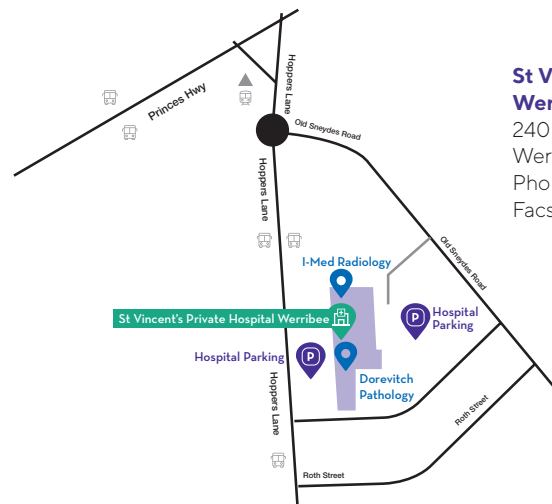 Hoppers Lane
Princes Hwy
Old Sneydes Road
Hoppers Lane
St V
Wer
240
Wer
Pho
Facs
Old Sneydes Road
I-Med Radiology
St Vincent's Private Hospital Werribee
P
Hospital
Parking
Hospital Parking
P
Dorevitch
Pathology
Hoppers Lane
Roth Street
Roth Street